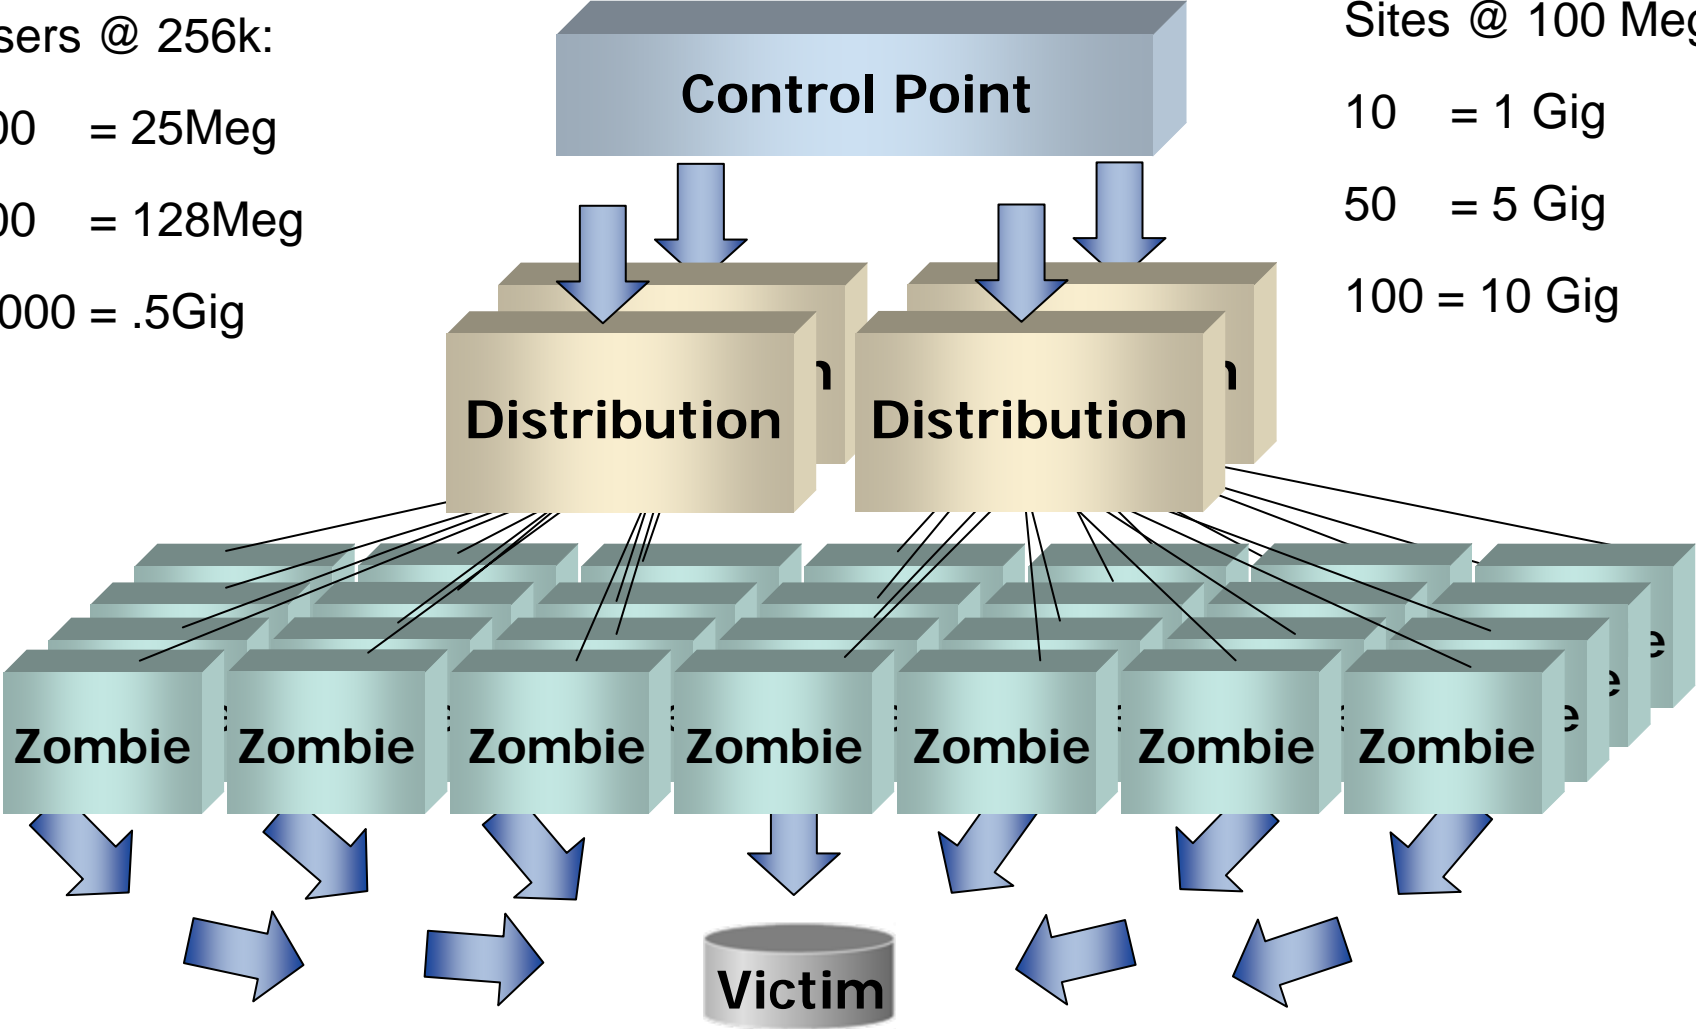 sers @ 256k:
00 = 25Meg
00 = 128Meg
000 = .5Gig
Control Point
Sites @ 100 Meg
10 = 1 Gig
50 = 5 Gig
100 = 10 Gig
n
n
Distribution
Distribution
e
e
e
Zombie
Zombie
Zombie
Zombie
Zombie
Zombie
Zombie
Victim